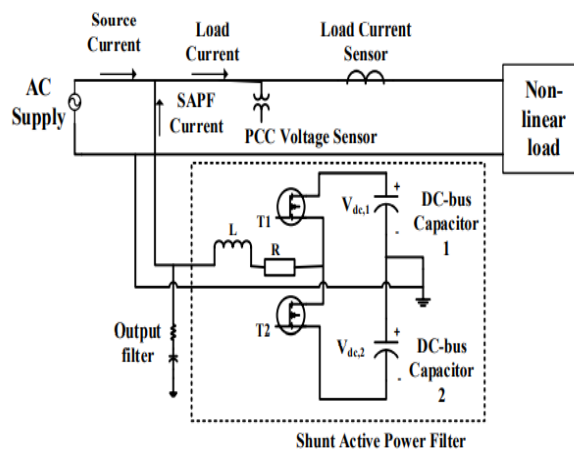 Source
Current
Load
Current
Load Current
Sensor
AC
Supply
SAPF
Current
PCC Voltage Sensor
Non-
linear
load
T1
Vdc,1
+
-
DC-bus
Capacitor
1
L
R
Output
filter
T2
Vdc,2
+
-
DC-bus
Capacitor
2
Shunt Active Power Filter